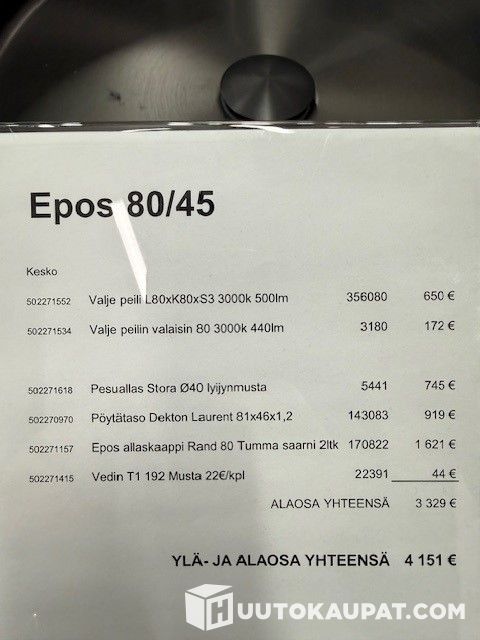 Epos 80/45
Kesko
502271552 Valje peili L80xK80xS3 3000k 500lm 356080 650 €
502271534 Valje peilin valaisin 80 3000k 440lm 3180 172 €
502271618 Pesuallas Stora Ø40 lyijynmusta 5441 745 €
502270970 Pöytätaso Dekton Laurent 81x46x1,2 143083 919 €
502271157 Epos allaskaappi Rand 80 Tumma saarni 2ltk 170822 1 621 €
502271415 Vedin T1 192 Musta 22€/kpl 22391 44 €
ALAOSA YHTEENSÄ 3 329 €
YLÄ- JA ALAOSA YHTEENSÄ 4 151 €
HUUTOKAUPAT.COM